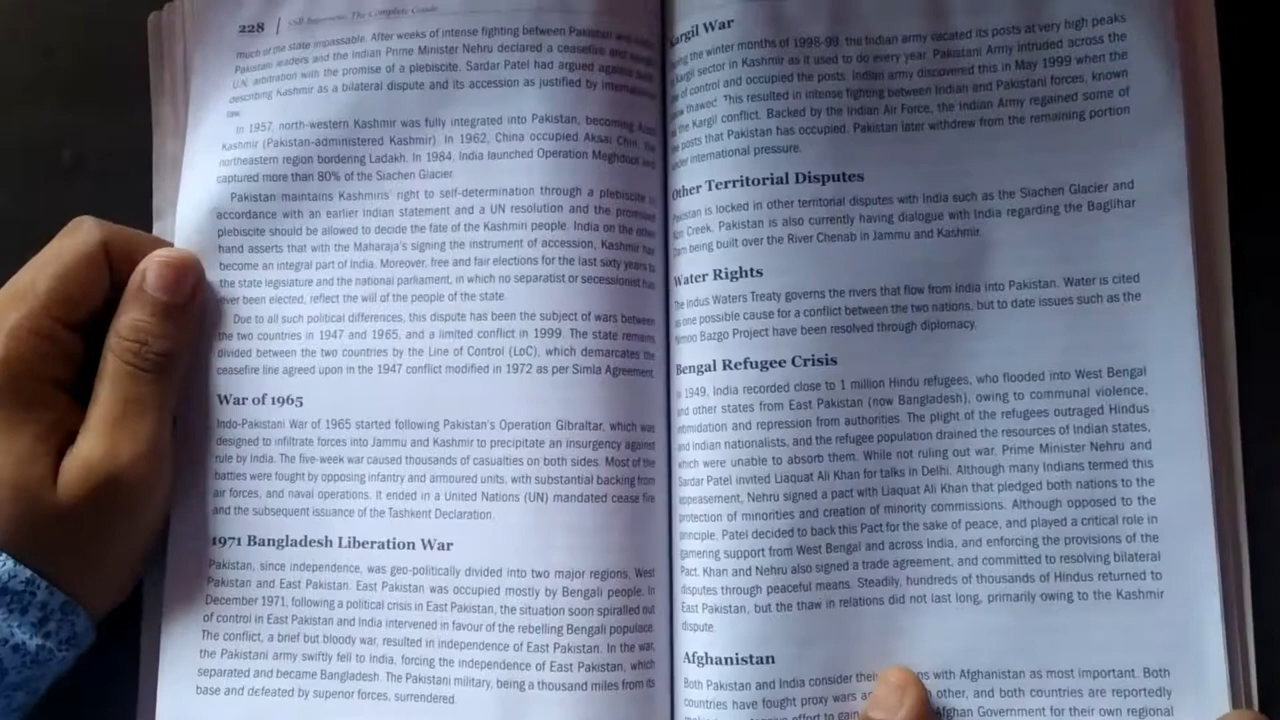 228 | SSB Interview: The Complete Guide
much of the state impassable. After weeks of intense fighting between Pakistan and
Pakistani leaders and the Indian Prime Minister Nehru declared a ceasefire and
U.N. arbitration with the promise of a plebiscite. Sardar Patel had argued against
describing Kashmir as a bilateral dispute and its accession as justified by international
law.
In 1957, north-western Kashmir was fully integrated into Pakistan, becoming Azad
Kashmir (Pakistan-administered Kashmir). In 1962, China occupied Aksai Chin, the
northeastern region bordering Ladakh. In 1984, India launched Operation Meghdoot and
captured more than 80% of the Siachen Glacier.
Pakistan maintains Kashmiris' right to self-determination through a plebiscite in
accordance with an earlier Indian statement and a UN resolution and the promised
plebiscite should be allowed to decide the fate of the Kashmiri people. India on the other
hand asserts that with the Maharaja's signing the instrument of accession, Kashmir has
become an integral part of India. Moreover, free and fair elections for the last sixty years to
the state legislature and the national parliament, in which no separatist or secessionist has
ever been elected, reflect the will of the people of the state.
Due to all such political differences, this dispute has been the subject of wars between
the two countries in 1947 and 1965, and a limited conflict in 1999. The state remains
divided between the two countries by the Line of Control (LoC), which demarcates the
ceasefire line agreed upon in the 1947 conflict modified in 1972 as per Simla Agreement.
War of 1965
Indo-Pakistani War of 1965 started following Pakistan's Operation Gibraltar, which was
designed to infiltrate forces into Jammu and Kashmir to precipitate an insurgency against
rule by India. The five-week war caused thousands of casualties on both sides. Most of the
battles were fought by opposing infantry and armoured units, with substantial backing from
air forces, and naval operations. It ended in a United Nations (UN) mandated cease fire
and the subsequent issuance of the Tashkent Declaration.
1971 Bangladesh Liberation War
Pakistan, since independence, was geo-politically divided into two major regions, West
Pakistan and East Pakistan. East Pakistan was occupied mostly by Bengali people. In
December 1971, following a political crisis in East Pakistan, the situation soon spiralled out
of control in East Pakistan and India intervened in favour of the rebelling Bengali populace.
The conflict, a brief but bloody war, resulted in independence of East Pakistan. In the war,
the Pakistani army swiftly fell to India, forcing the independence of East Pakistan, which
separated and became Bangladesh. The Pakistani military, being a thousand miles from its
base and defeated by superior forces, surrendered.
Kargil War
the winter months of 1998-99, the Indian army vacated its posts at very high peaks
Kargil sector in Kashmir as it used to do every year. Pakistani Army intruded across the
of control and occupied the posts. Indian army discovered this in May 1999 when the
thawed. This resulted in intense fighting between Indian and Pakistani forces, known
the Kargil conflict. Backed by the Indian Air Force, the Indian Army regained some of
posts that Pakistan has occupied. Pakistan later withdrew from the remaining portion
under international pressure.
Other Territorial Disputes
Pakistan is locked in other territorial disputes with India such as the Siachen Glacier and
Creek. Pakistan is also currently having dialogue with India regarding the Baglihar
Dam being built over the River Chenab in Jammu and Kashmir.
Water Rights
The Indus Waters Treaty governs the rivers that flow from India into Pakistan. Water is cited
as one possible cause for a conflict between the two nations, but to date issues such as the
Nimoo Bazgo Project have been resolved through diplomacy.
Bengal Refugee Crisis
In 1949, India recorded close to 1 million Hindu refugees, who flooded into West Bengal
and other states from East Pakistan (now Bangladesh), owing to communal violence,
intimidation and repression from authorities. The plight of the refugees outraged Hindus
and Indian nationalists, and the refugee population drained the resources of Indian states,
which were unable to absorb them. While not ruling out war, Prime Minister Nehru and
Sardar Patel invited Liaquat Ali Khan for talks in Delhi. Although many Indians termed this
appeasement, Nehru signed a pact with Liaquat Ali Khan that pledged both nations to the
protection of minorities and creation of minority commissions. Although opposed to the
principle, Patel decided to back this Pact for the sake of peace, and played a critical role in
garnering support from West Bengal and across India, and enforcing the provisions of the
Pact. Khan and Nehru also signed a trade agreement, and committed to resolving bilateral
disputes through peaceful means. Steadily, hundreds of thousands of Hindus returned to
East Pakistan, but the thaw in relations did not last long, primarily owing to the Kashmir
dispute.
Afghanistan
Both Pakistan and India consider with Afghanistan as most important. Both
countries have fought proxy wars other, and both countries are reportedly
effort to gain Afghan Government for their own regional